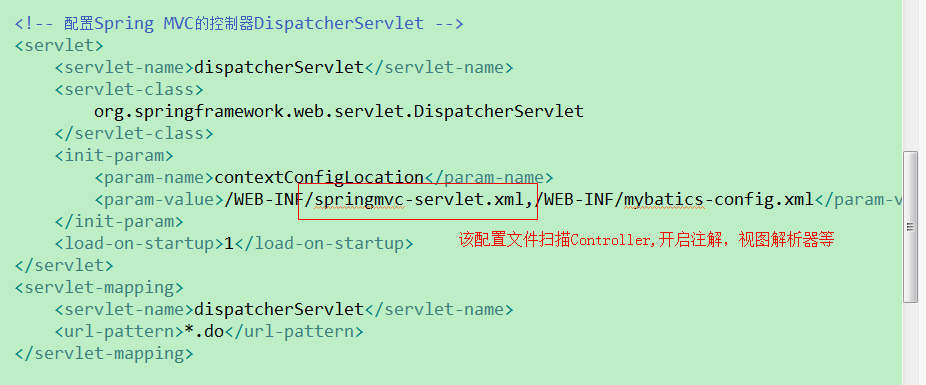 <!-- 配置Spring MVC的控制器DispatcherServlet -->
<servlet>
<servlet-name>dispatcherServlet</servlet-name>
<servlet-class>
org.springframework.web.servlet.DispatcherServlet
</servlet-class>
<init-param>
<param-name>contextConfigLocation</param-name>
<param-value>/WEB-INF/springmvc-servlet.xml,/WEB-INF/mybatics-config.xml</param-v
</init-param>
<load-on-startup>1</load-on-startup>
该配置文件扫描Controller,开启注解，视图解析器等
</servlet>
<servlet-mapping>
<servlet-name>dispatcherServlet</servlet-name>
<url-pattern>*.do</url-pattern>
</servlet-mapping>